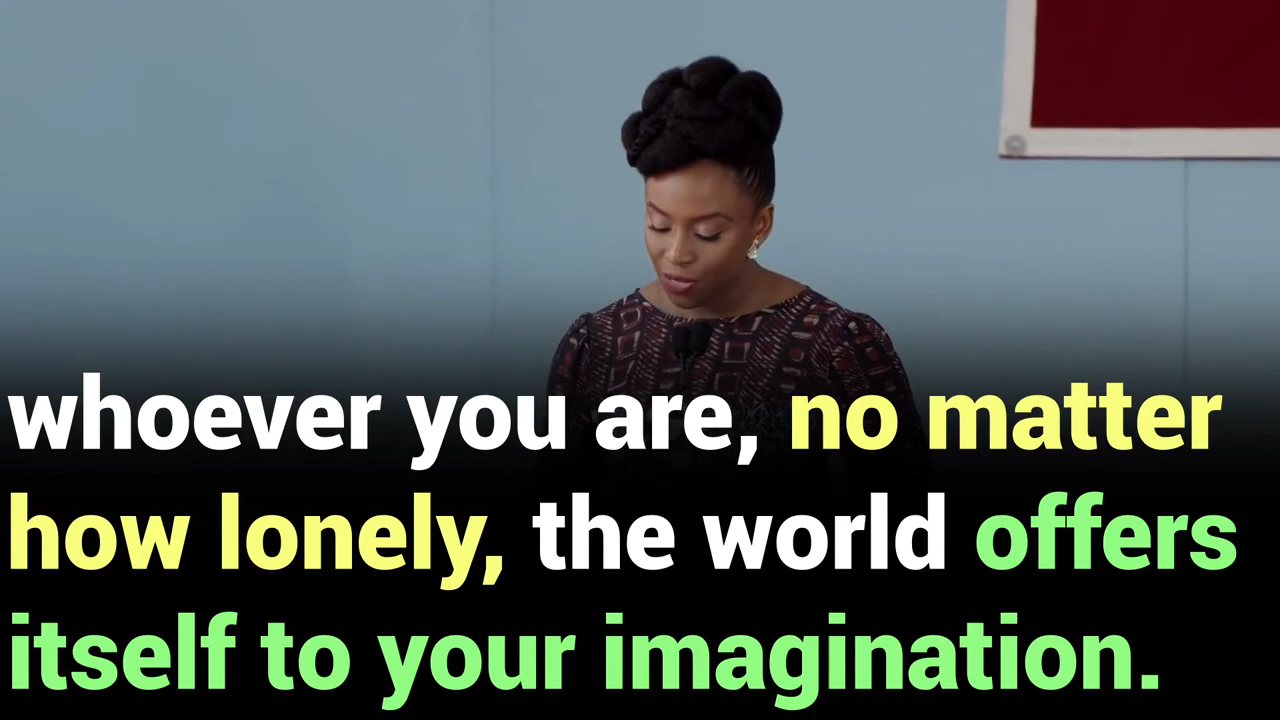 whoever you are, no matter
how lonely, the world offers
itself to your imagination.